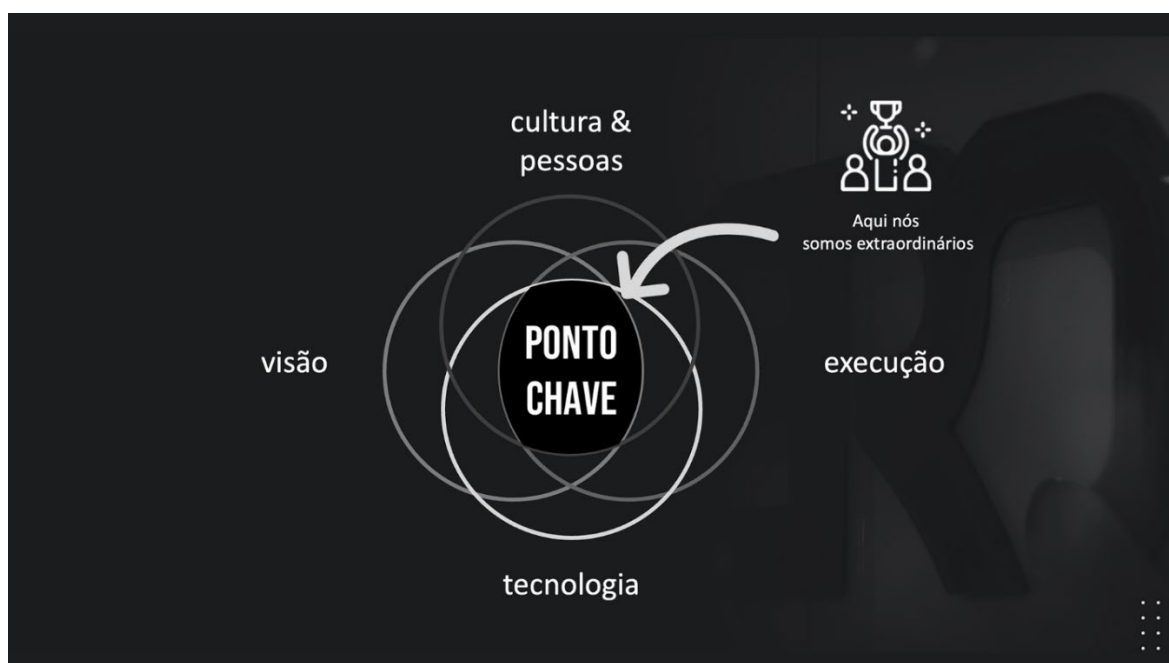 cultura &
pessoas
Aqui nós
somos extraordinários
visão
PONTO
CHAVE
execução
tecnologia